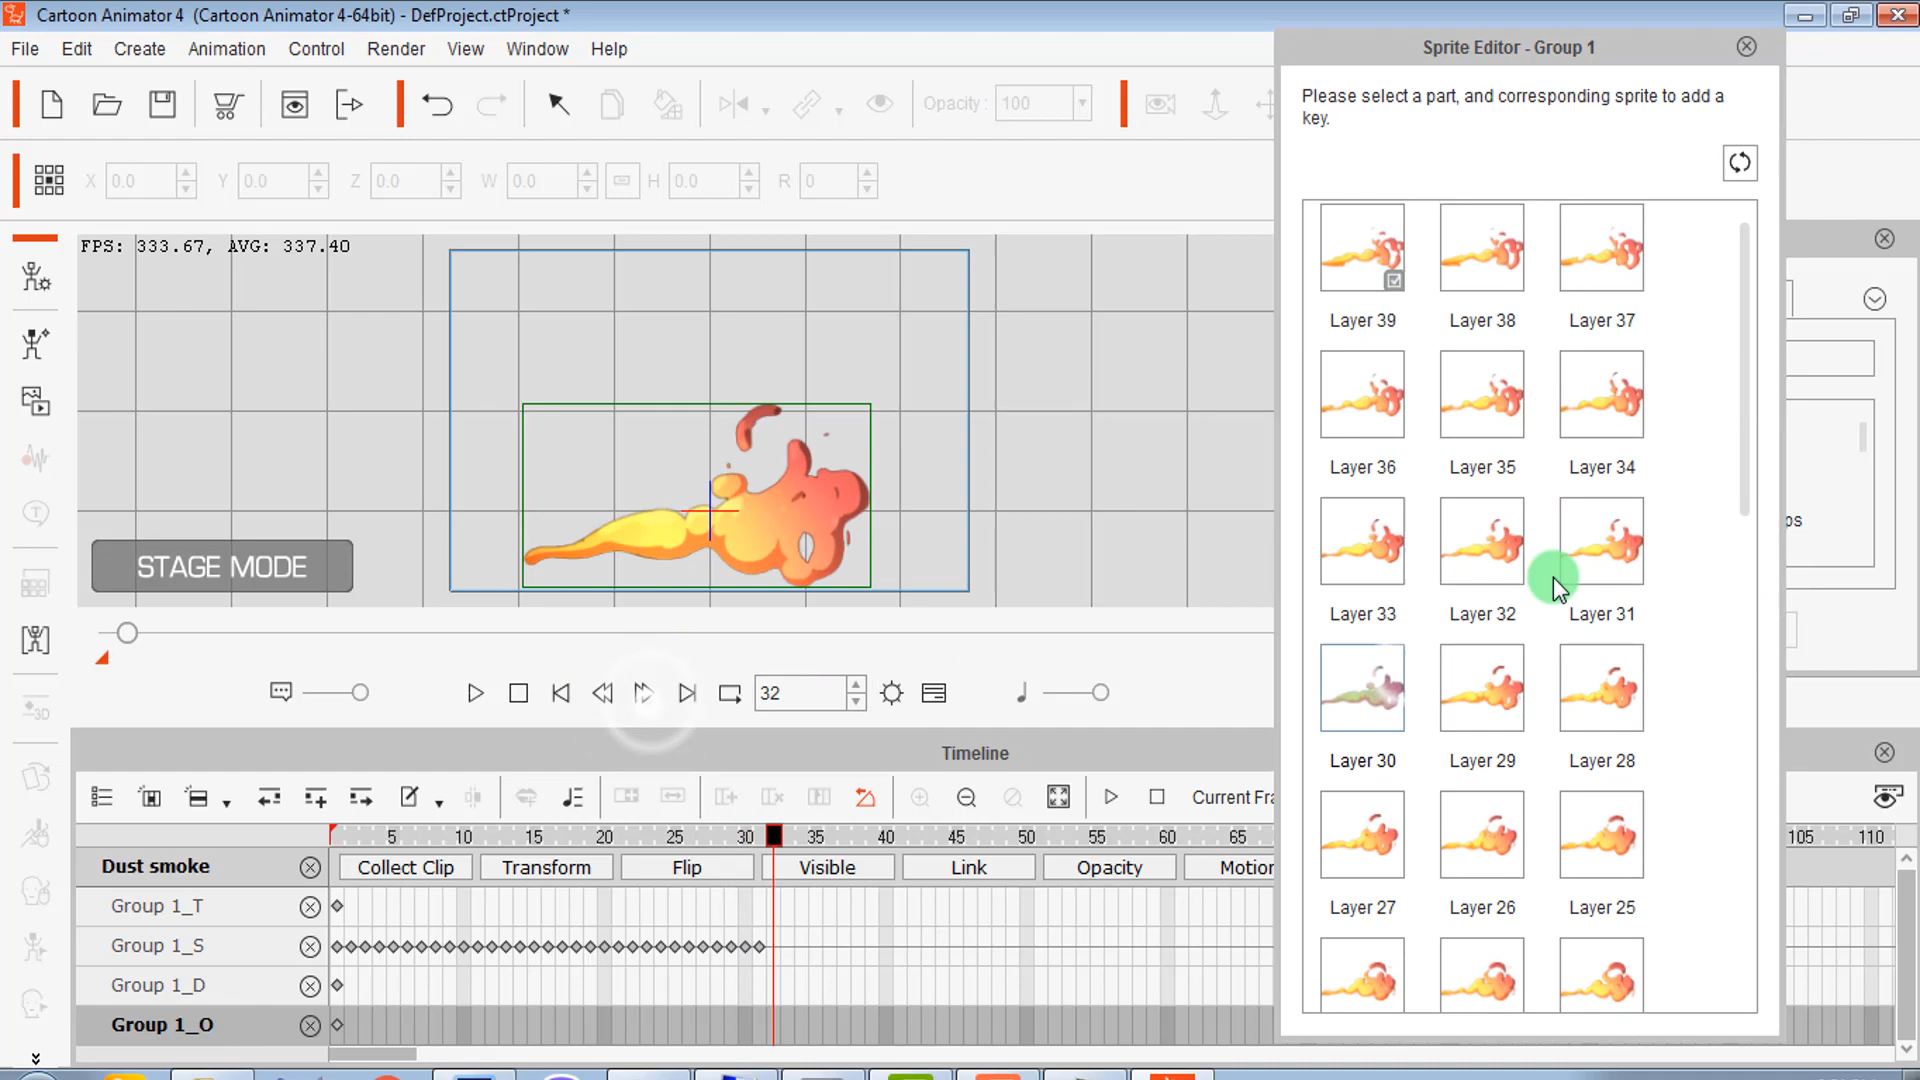 Cartoon Animator 4 (Cartoon Animator 4-64bit) - DefProject.ctProject *
File Edit Create Animation Control Render View Window Help
Opacity : 100
X 0.0 Y 0.0 Z 0.0 W 0.0 H 0.0 R 0
FPS: 333.67, AVG: 337.40
STAGE MODE
32
Sprite Editor - Group 1
Please select a part, and corresponding sprite to add a
key.
Layer 39 Layer 38 Layer 37
Layer 36 Layer 35 Layer 34
Layer 33 Layer 32 Layer 31
Layer 30 Layer 29 Layer 28
Layer 27 Layer 26 Layer 25
Timeline
Current Fra
5 10 15 20 25 30 35 40 45 50 55 60 65 105 110
Dust smoke Collect Clip Transform Flip Visible Link Opacity Motion
Group 1_T
Group 1_S
Group 1_D
Group 1_O
3D